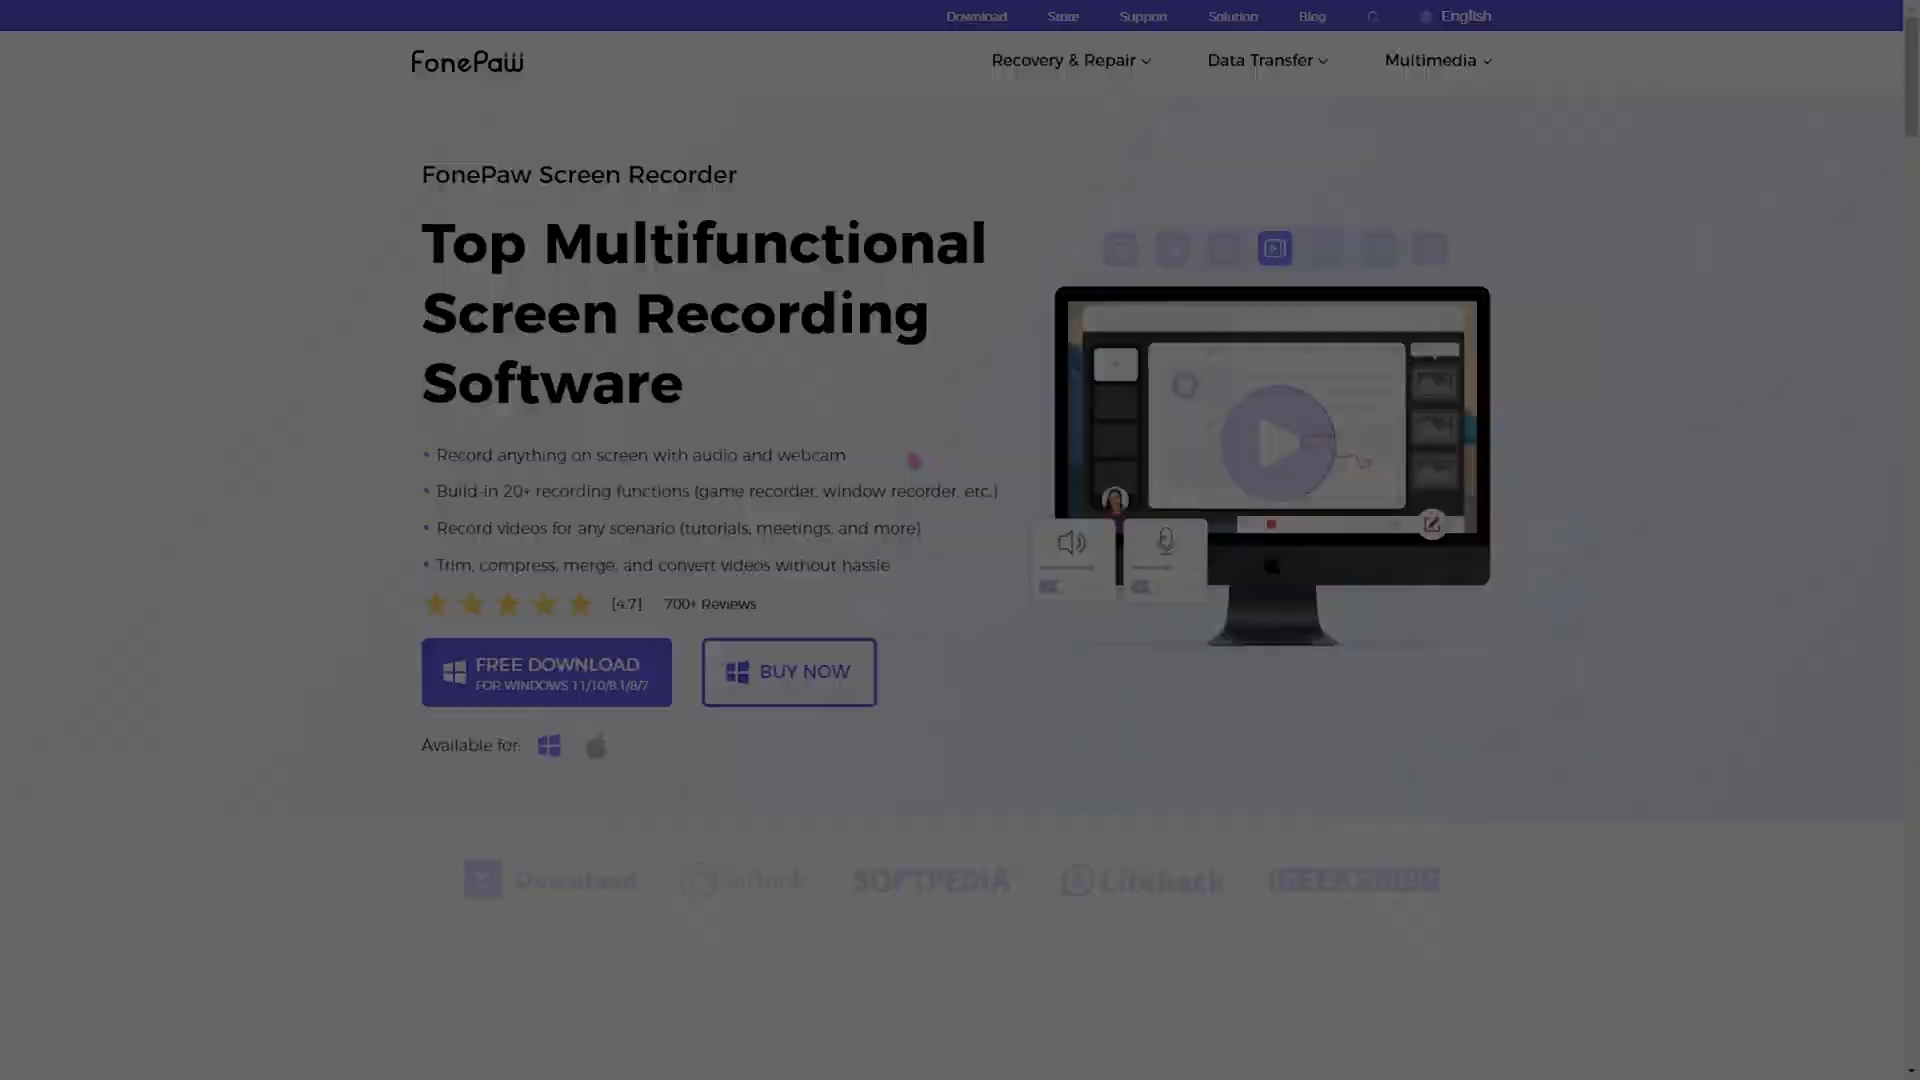 Download Store Support Solution Blog English
FonePaw
Recovery & Repair Data Transfer Multimedia
FonePaw Screen Recorder
Top Multifunctional
Screen Recording
Software
• Record anything on screen with audio and webcam
• Build-in 20+ recording functions (game recorder, window recorder, etc.)
• Record videos for any scenario (tutorials, meetings, and more)
• Trim, compress, merge, and convert videos without hassle
[4.7] 700+ Reviews
FREE DOWNLOAD
FOR WINDOWS 11/10/8.1/8/7
BUY NOW
Available for:
Download SOFTPEDIA Lifehack